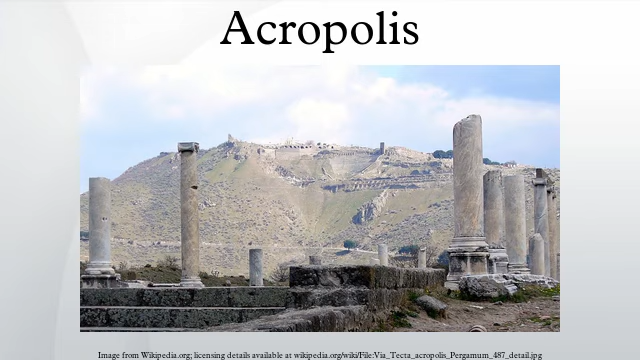 Acropolis
Image from Wikipedia.org; licensing details available at wikipedia.org/wiki/File:Via_Tecta_acropolis_Pergamum_487_detail.jpg